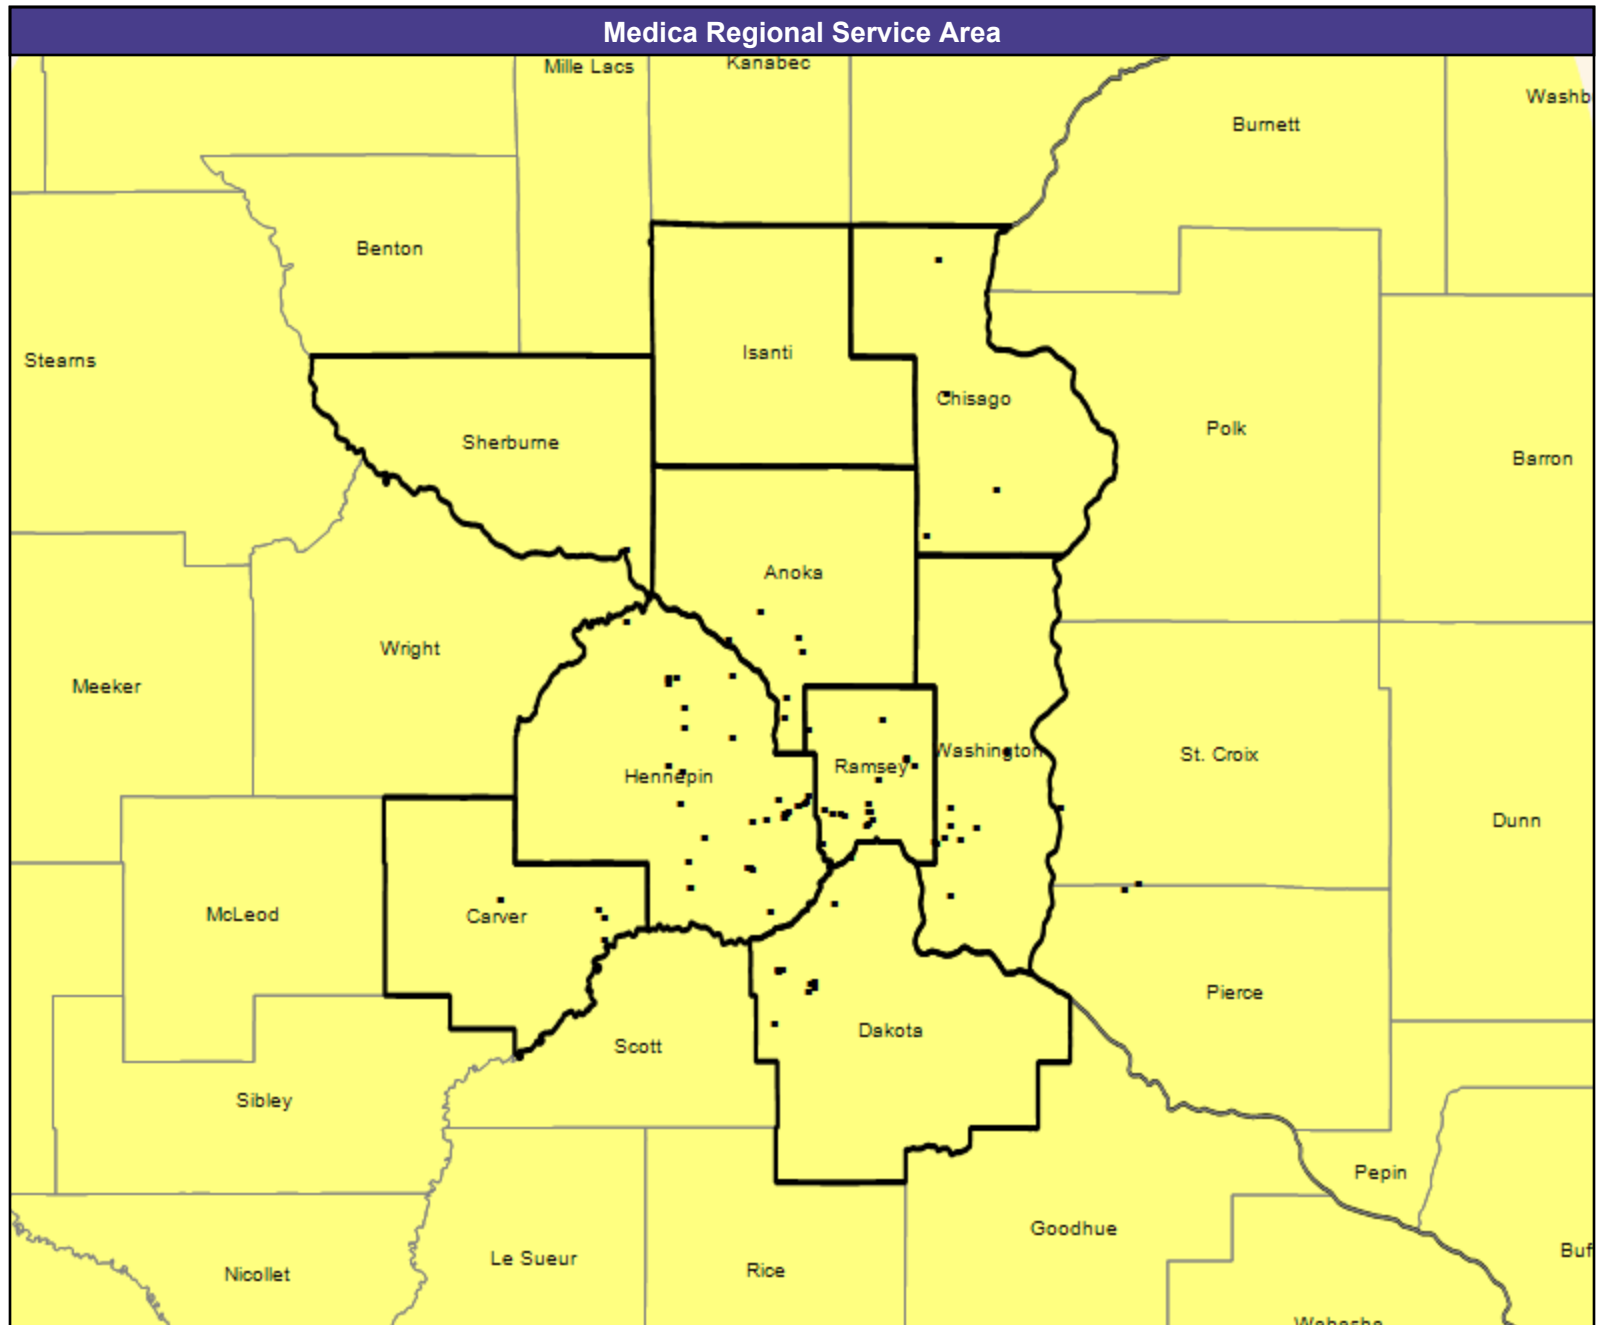 Medica Regional Service Area
Mille Lacs
Kanabec
Washb
Burnett
Benton
Stearns
Isanti
Chisago
Sherburne
Polk
Barron
Anoka
Wright
Meeker
Washington
St. Croix
Ramsey
Hennepin
Dunn
McLeod
Carver
Pierce
Dakota
Scott
Sibley
Pepin
Goodhue
Buf
Le Sueur
Rice
Nicollet